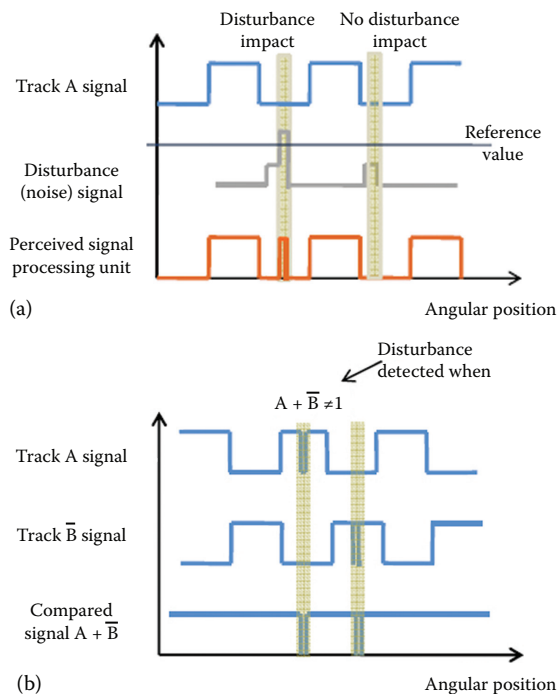 Disturbance
impact
No disturbance
impact
Track A signal
Reference
value
Disturbance
(noise) signal
Perceived signal
processing unit
(a)
Angular position
Disturbance
detected when
A + B̅ ≠1
Track A signal
Track B̅ signal
Compared
signal A + B̅
(b)
Angular position